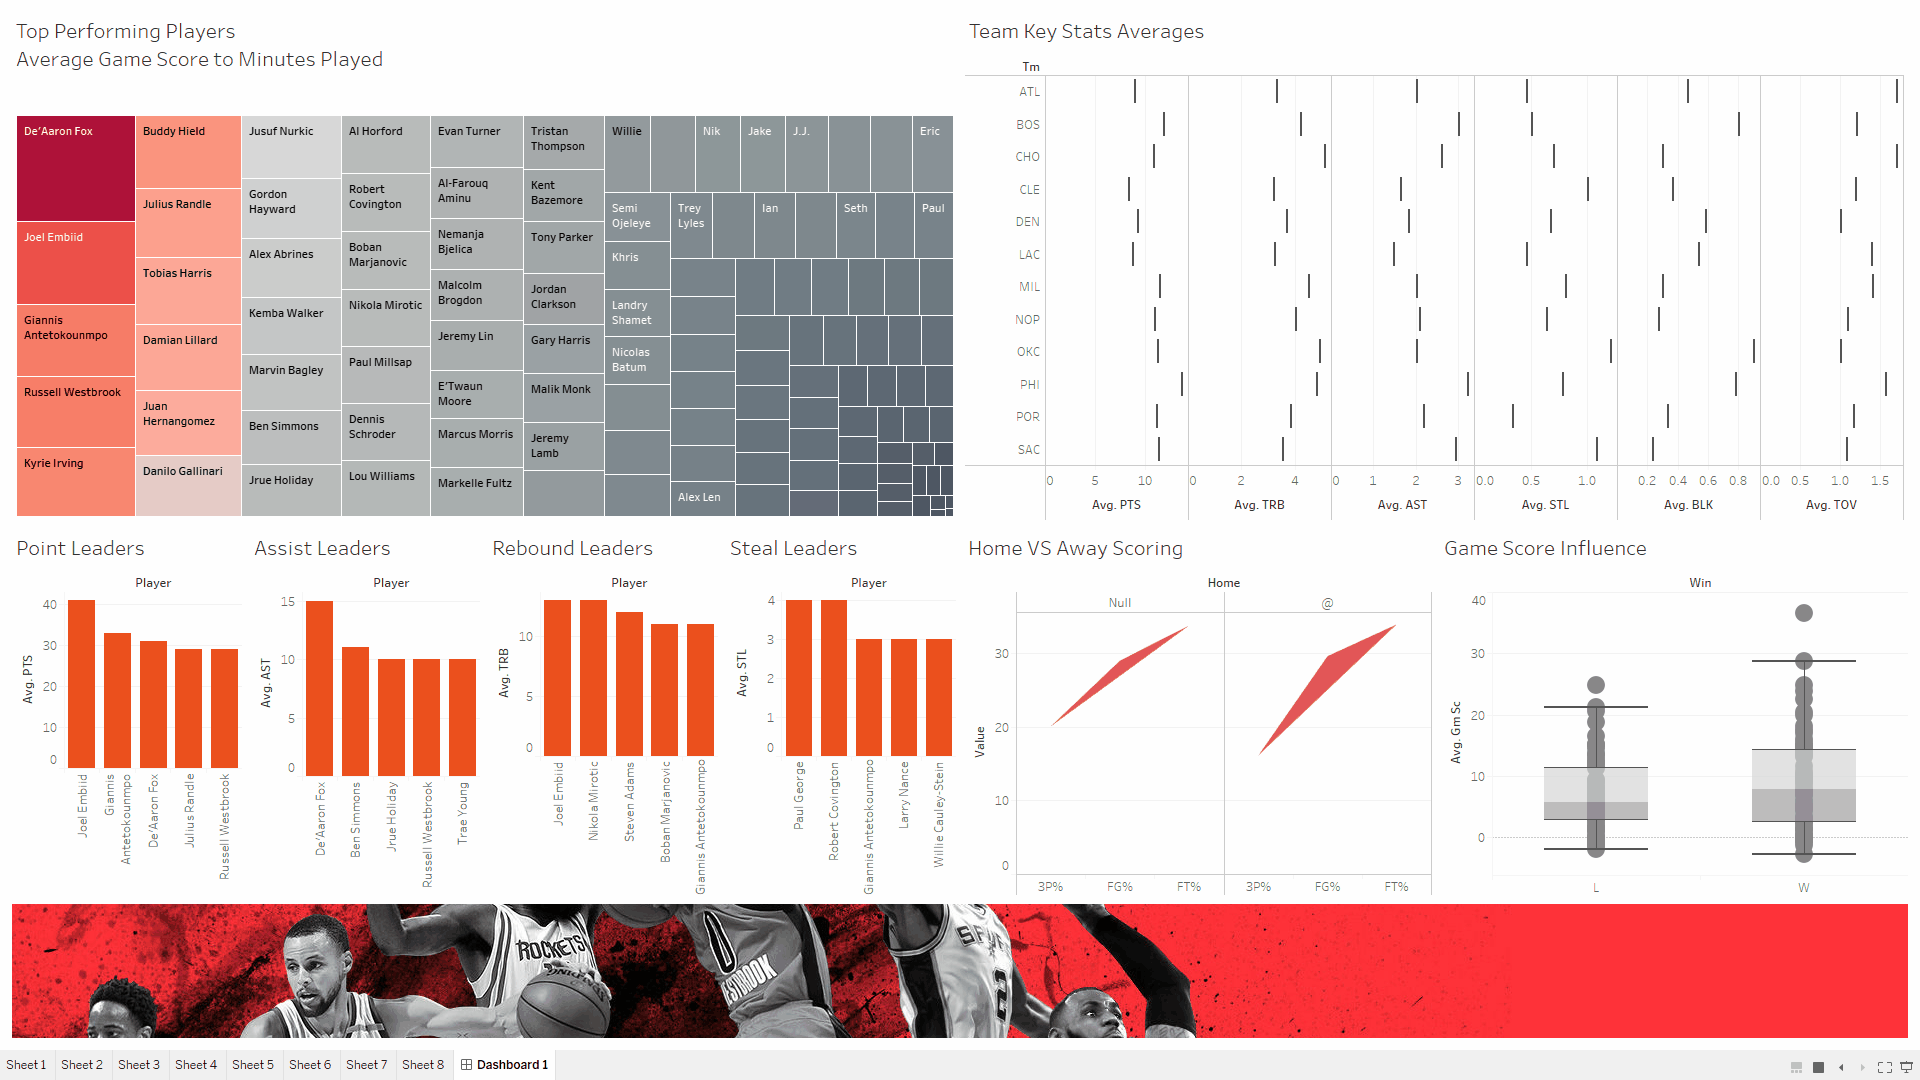 Top Performing Players
Average Game Score to Minutes Played
De'Aaron Fox
Joel Embiid
Giannis
Antetokounmpo
Russell Westbrook
Kyrie Irving
Buddy Hield
Julius Randle
Tobias Harris
Damian Lillard
Juan
Hernangomez
Danilo Gallinari
Jusuf Nurkic
Gordon
Hayward
Alex Abrines
Kemba Walker
Marvin Bagley
Ben Simmons
Jrue Holiday
Al Horford
Robert
Covington
Boban
Marjanovic
Nikola Mirotic
Paul Millsap
Dennis
Schroder
Lou Williams
Evan Turner
Al-Farouq
Aminu
Nemanja
Bjelica
Malcolm
Brogdon
Jeremy Lin
E'Twaun
Moore
Marcus Morris
Markelle Fultz
Tristan
Thompson
Kent
Bazemore
Tony Parker
Jordan
Clarkson
Gary Harris
Malik Monk
Jeremy
Lamb
Willie
Nik
Jake
J.J.
Eric
Semi
Ojeleye
Trey
Lyles
Ian
Seth
Paul
Khris
Landry
Shamet
Nicolas
Batum
Alex Len
Team Key Stats Averages
Tm
ATL
BOS
CHO
CLE
DEN
LAC
MIL
NOP
OKC
PHI
POR
SAC
0 5 10
0 2 4
0 1 2 3
0.0 0.5 1.0
0.2 0.4 0.6 0.8
0.0 0.5 1.0 1.5
Avg. PTS
Avg. TRB
Avg. AST
Avg. STL
Avg. BLK
Avg. TOV
Point Leaders
Player
Avg. PTS
40
30
20
10
0
Joel Embiid
Giannis
Antetokounmpo
De'Aaron Fox
Julius Randle
Russell Westbrook
Assist Leaders
Player
Avg. AST
15
10
5
0
De'Aaron Fox
Ben Simmons
Jrue Holiday
Russell Westbrook
Trae Young
Rebound Leaders
Player
Avg. TRB
10
5
0
Joel Embiid
Nikola Mirotic
Steven Adams
Boban Marjanovic
Giannis Antetokounmpo
Steal Leaders
Player
Avg. STL
4
3
2
1
0
Paul George
Robert Covington
Giannis Antetokounmpo
Larry Nance
Willie Cauley-Stein
Home VS Away Scoring
Home
Null
@
Value
30
20
10
0
3P% FG% FT%
3P% FG% FT%
Game Score Influence
Win
Avg. Gm Sc
40
30
20
10
0
L
W
ROCKETS
0
2
Sheet 1
Sheet 2
Sheet 3
Sheet 4
Sheet 5
Sheet 6
Sheet 7
Sheet 8
Dashboard 1